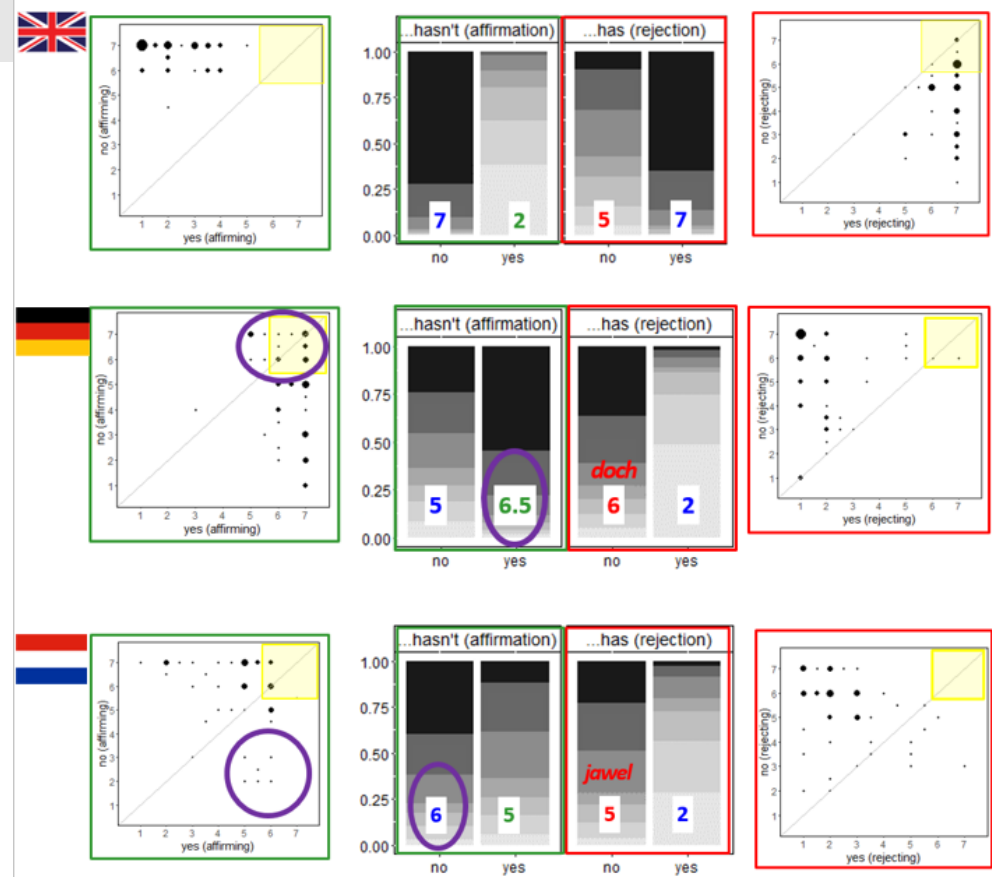 ...hasn't (affirmation) ...has (rejection)
7
6
5
4
3
2
1
no (affirming)
1 2 3 4 5 6 7
yes (affirming)
1.00
0.75
0.50
0.25
0.00
7 2 5 7
no yes no yes
7
6
5
4
3
2
1
no (rejecting)
1 2 3 4 5 6 7
yes (rejecting)
...hasn't (affirmation) ...has (rejection)
7
6
5
4
3
2
1
no (affirming)
1 2 3 4 5 6 7
yes (affirming)
1.00
0.75
0.50
0.25
0.00
doch
5 6.5 6 2
no yes no yes
7
6
5
4
3
2
1
no (rejecting)
1 2 3 4 5 6 7
yes (rejecting)
...hasn't (affirmation) ...has (rejection)
7
6
5
4
3
2
1
no (affirming)
1 2 3 4 5 6 7
yes (affirming)
1.00
0.75
0.50
0.25
0.00
jawel
6 5 5 2
no yes no yes
7
6
5
4
3
2
1
no (rejecting)
1 2 3 4 5 6 7
yes (rejecting)